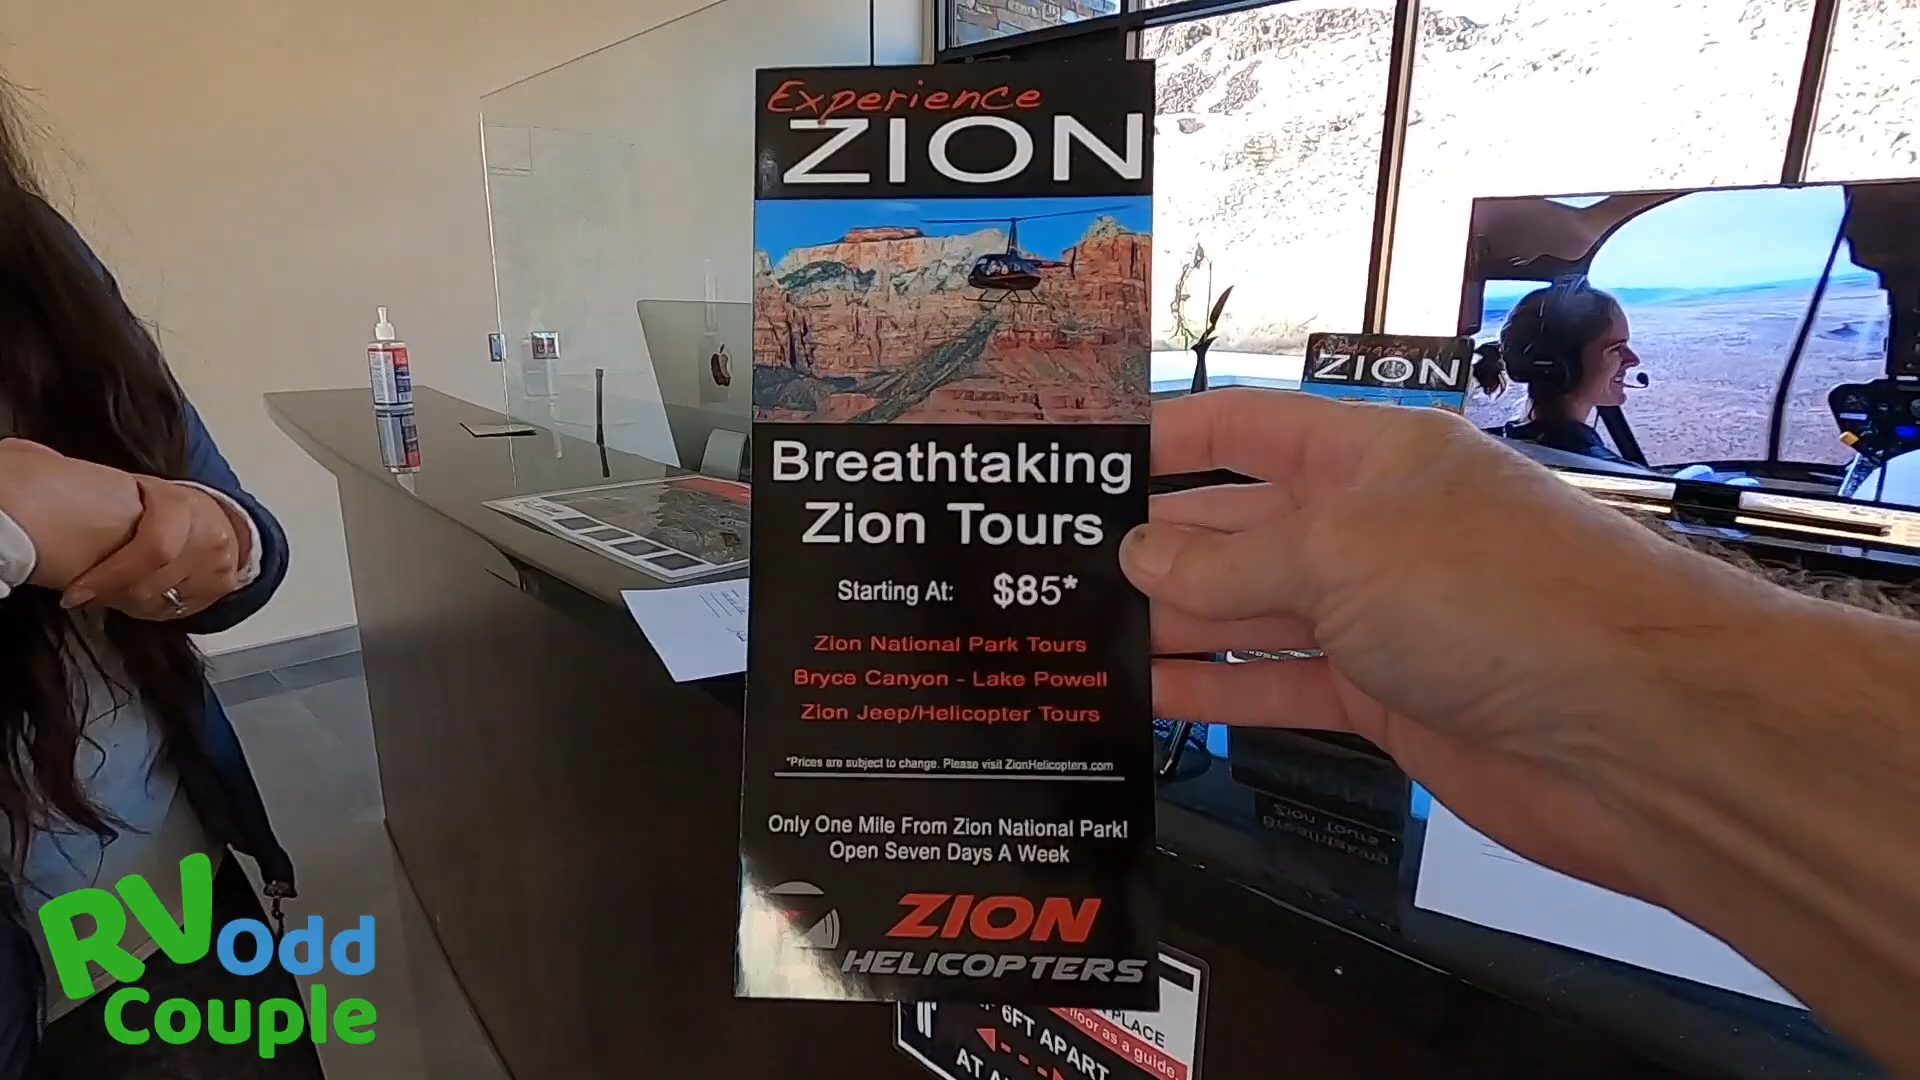 Experience
ZION
Breathtaking
Zion Tours
Starting At: $85*
Zion National Park Tours
Bryce Canyon - Lake Powell
Zion Jeep/Helicopter Tours
*Prices are subject to change. Please visit ZionHelicopters.com
Only One Mile From Zion National Park!
Open Seven Days A Week
ZION
HELICOPTERS
ZION
6FT APART
PLACE
floor as a guide.
AT
RV Odd
Couple